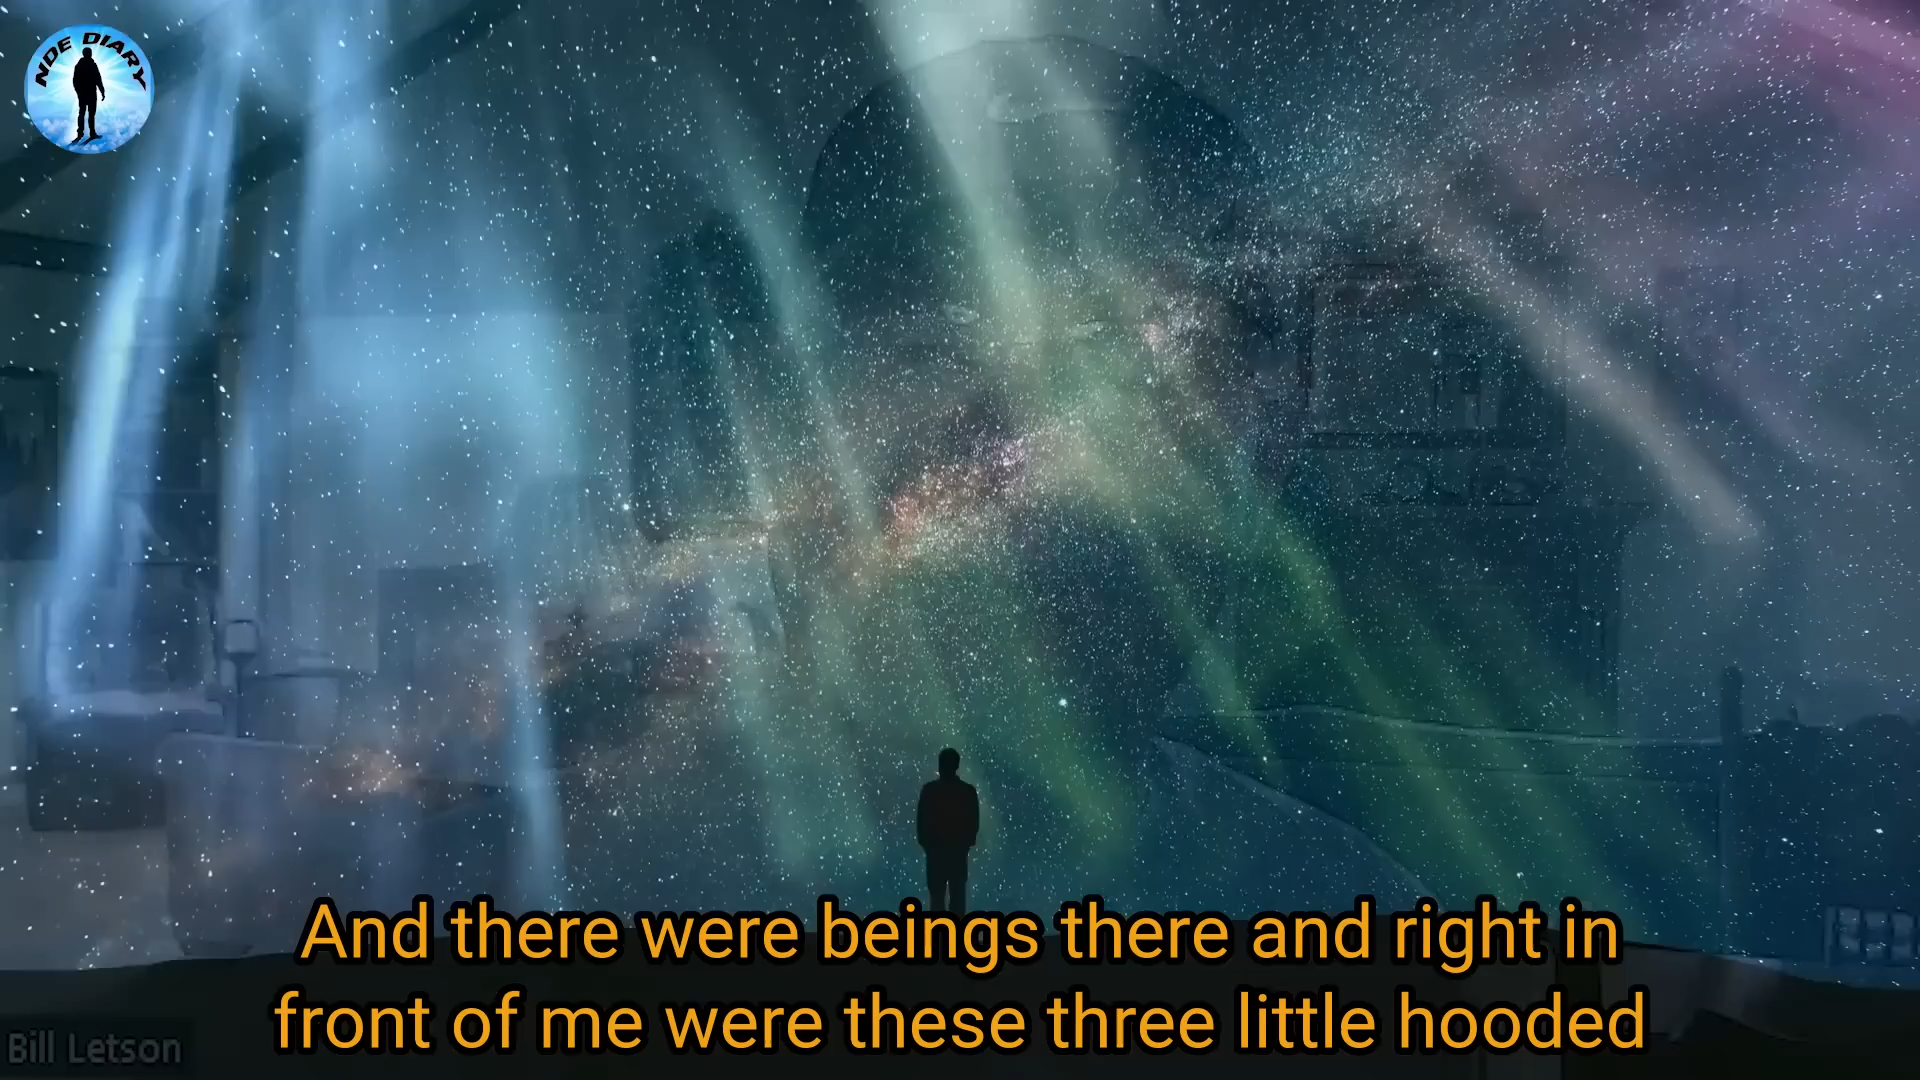 NDE DIARY
And there were beings there and right in
front of me were these three little hooded
Bill Letson